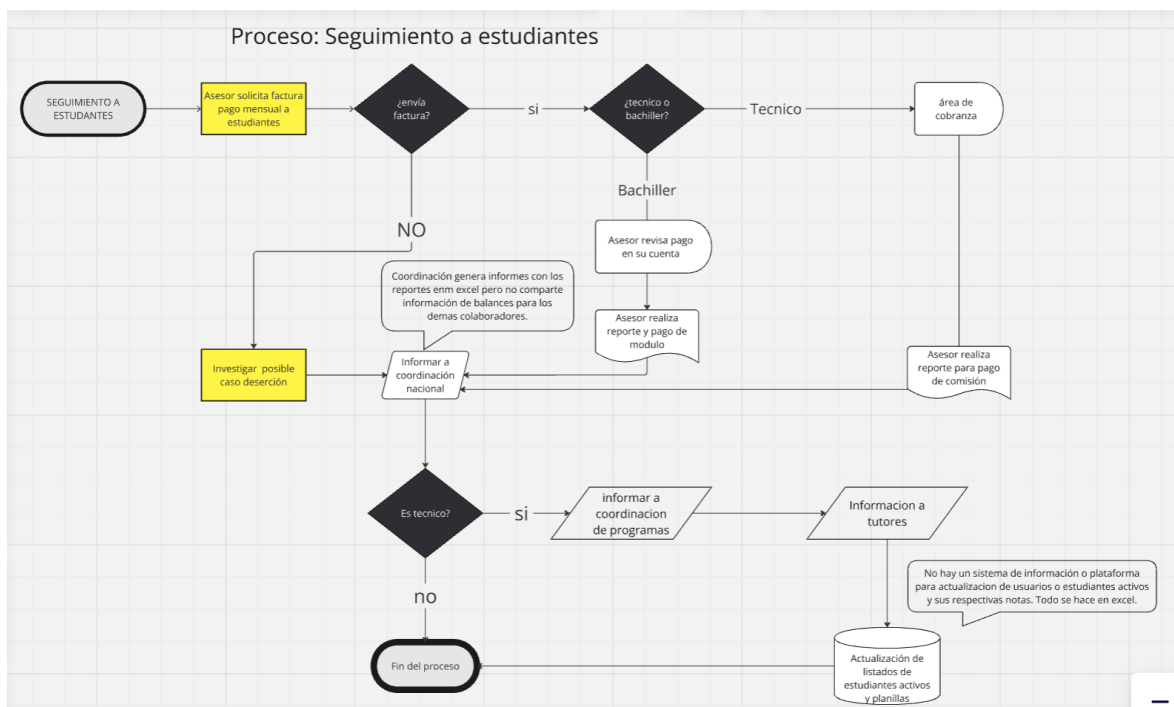 Proceso: Seguimiento a estudiantes
SEGUIMIENTO A
ESTUDANTES
Asesor solicita factura
pago mensual a
estudiantes
¿envía
factura?
si
¿tecnico o
bachiller?
Tecnico
área de
cobranza
Bachiller
NO
Asesor revisa pago
en su cuenta
Coordinación genera informes con los
reportes enm excel pero no comparte
información de balances para los
demas colaboradores.
Asesor realiza
reporte y pago de
modulo
Investigar posible
caso deserción
Informar a
coordinación
nacional
Asesor realiza
reporte para pago
de comisión
Es tecnico?
si
informar a
coordinacion
de programas
Informacion a
tutores
No hay un sistema de información o plataforma
para actualizacion de usuarios o estudiantes activos
y sus respectivas notas. Todo se hace en excel.
no
Fin del proceso
Actualización de
listados de
estudiantes activos
y planillas